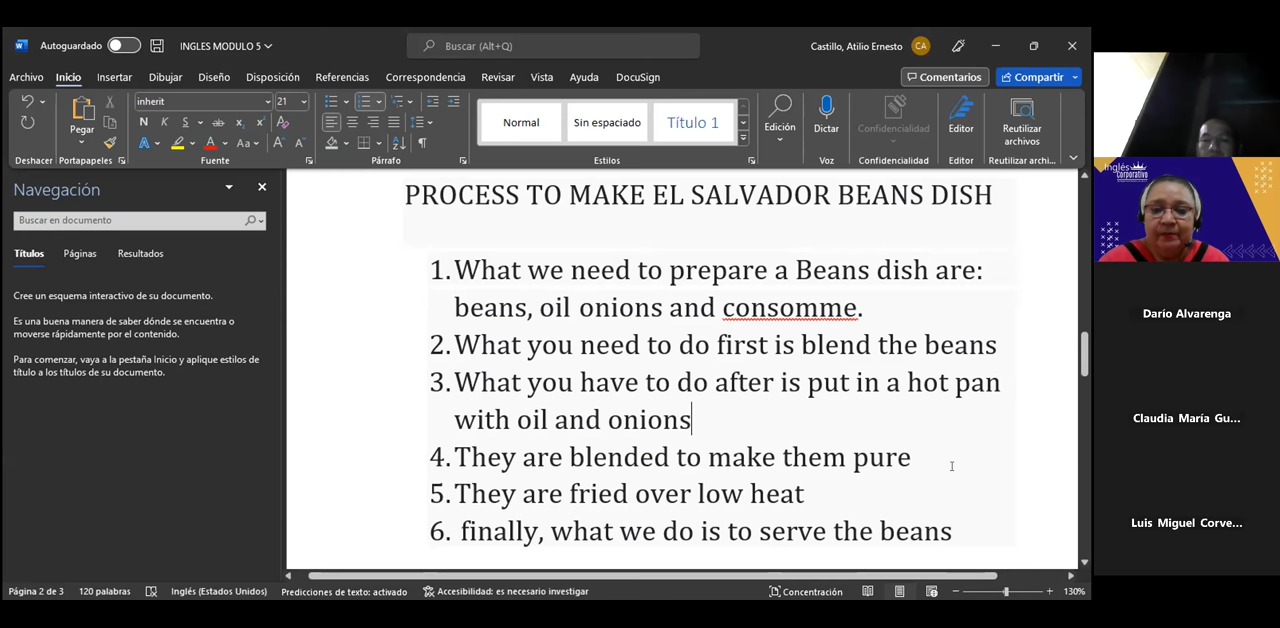 Autoguardado INGLES MODULO 5 Buscar (Alt+Q) Castillo, Atilio Ernesto CA
Archivo Inicio Insertar Dibujar Diseño Disposición Referencias Correspondencia Revisar Vista Ayuda DocuSign Comentarios Compartir
inherit 21 Normal Sin espaciado Título 1
Pegar Edición Dictar Confidencialidad Editor Reutilizar archivos
Deshacer Portapapeles Fuente Párrafo Estilos Voz Confidencialidad Editor Reutilizar archi...
Navegación
Buscar en documento
Títulos Páginas Resultados
Cree un esquema interactivo de su documento.
Es una buena manera de saber dónde se encuentra o
moverse rápidamente por el contenido.
Para comenzar, vaya a la pestaña Inicio y aplique estilos de
título a los títulos de su documento.
PROCESS TO MAKE EL SALVADOR BEANS DISH
1. What we need to prepare a Beans dish are:
beans, oil onions and consomme.
2. What you need to do first is blend the beans
3. What you have to do after is put in a hot pan
with oil and onions
4. They are blended to make them pure
5. They are fried over low heat
6. finally, what we do is to serve the beans
Inglés
Corporativo
Darío Alvarenga
Claudia María Gu...
Luis Miguel Corve...
Página 2 de 3 120 palabras Inglés (Estados Unidos) Predicciones de texto: activado Accesibilidad: es necesario investigar Concentración 130%